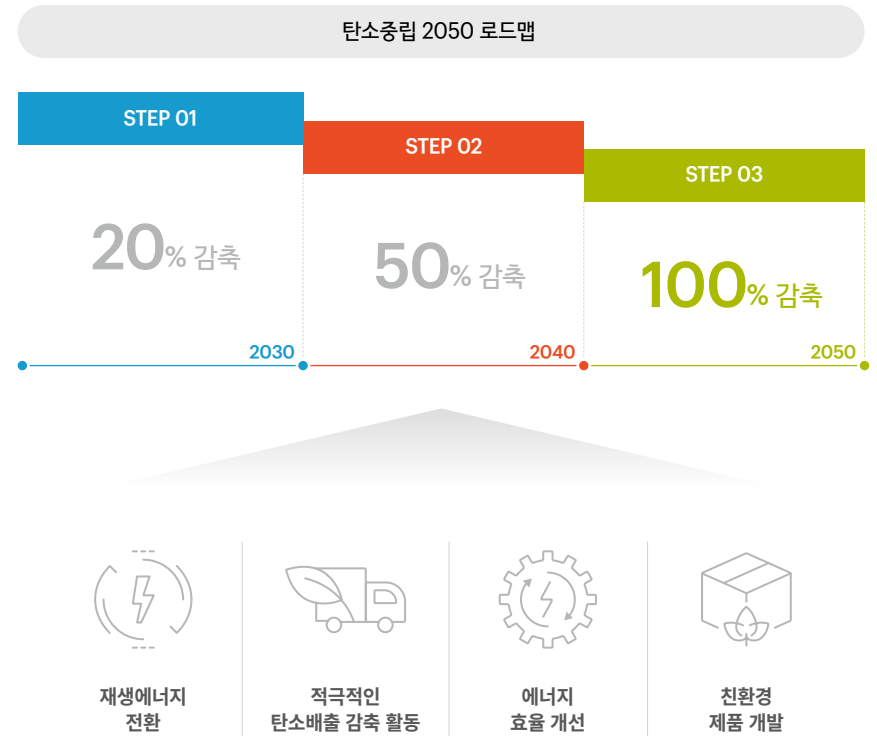 탄소중립 2050 로드맵
STEP 01
STEP 02
STEP 03
20% 감축
50% 감축
100% 감축
2030
2040
2050
재생에너지
전환
적극적인
탄소배출 감축 활동
에너지
효율 개선
친환경
제품 개발